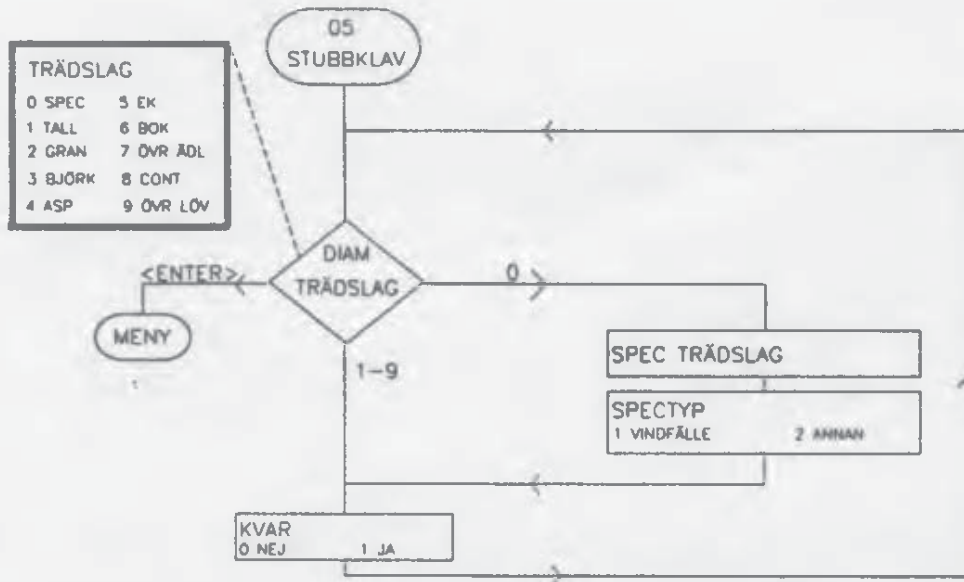 05
STUBBKLAV
TRÄDSLAG
0 SPEC 5 EK
1 TALL 6 BOK
2 GRAN 7 ÖVR ÄDL
3 BJÖRK 8 CONT
4 ASP 9 ÖVR LÖV
DIAM
TRÄDSLAG
<ENTER>
0
MENY
1-9
SPEC TRÄDSLAG
SPECTYP
1 VINDFÄLLE 2 ANNAN
KVAR
0 NEJ 1 JA